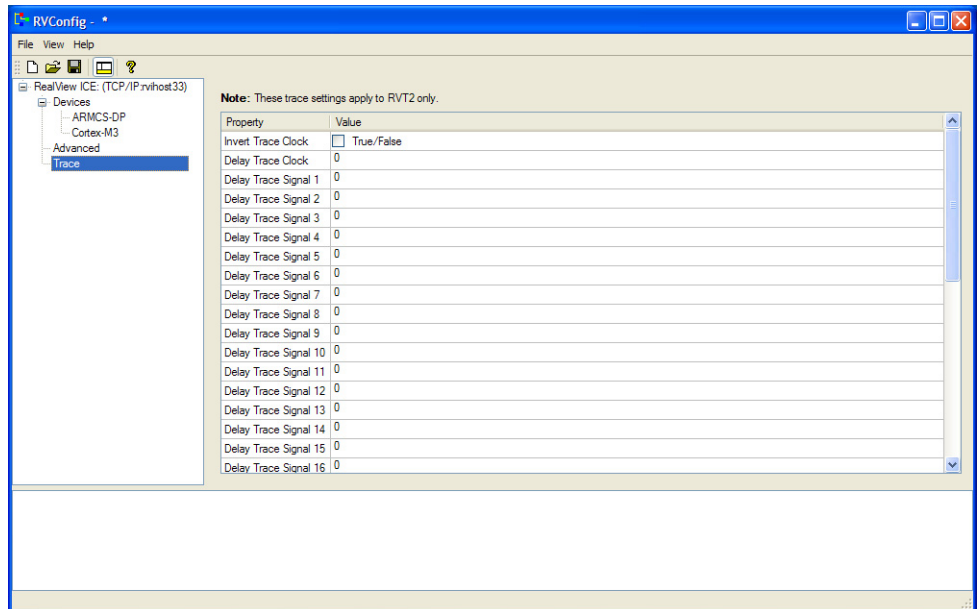 RVConfig - *
File View Help
RealView ICE: (TCP/IP:rvihost33)
Devices
ARMCS-DP
Cortex-M3
Advanced
Trace
Note: These trace settings apply to RVT2 only.
Property Value
Invert Trace Clock True/False
Delay Trace Clock 0
Delay Trace Signal 1 0
Delay Trace Signal 2 0
Delay Trace Signal 3 0
Delay Trace Signal 4 0
Delay Trace Signal 5 0
Delay Trace Signal 6 0
Delay Trace Signal 7 0
Delay Trace Signal 8 0
Delay Trace Signal 9 0
Delay Trace Signal 10 0
Delay Trace Signal 11 0
Delay Trace Signal 12 0
Delay Trace Signal 13 0
Delay Trace Signal 14 0
Delay Trace Signal 15 0
Delay Trace Signal 16 0